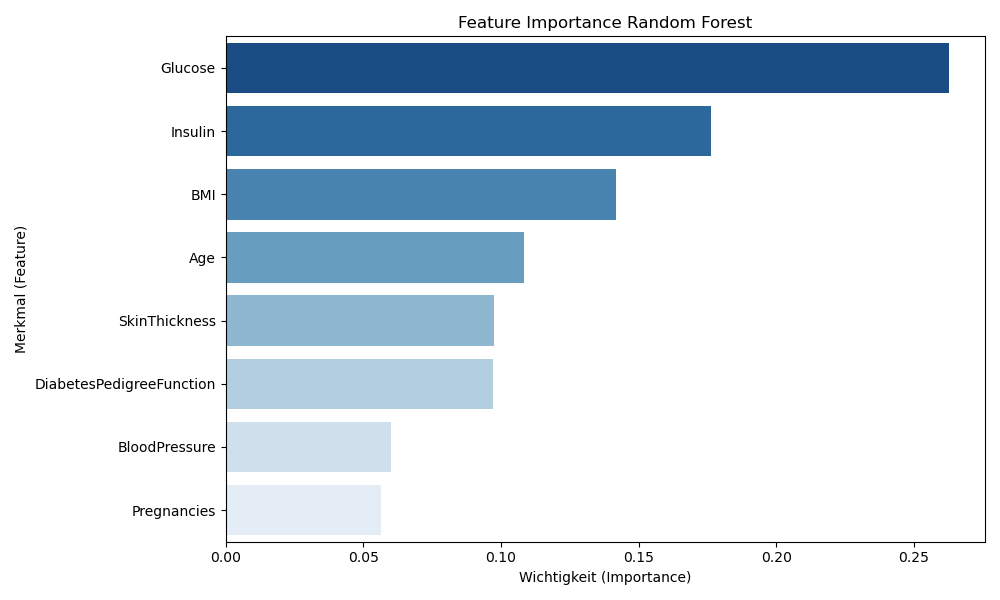 Feature Importance Random Forest
Merkmal (Feature)
Glucose
Insulin
BMI
Age
SkinThickness
DiabetesPedigreeFunction
BloodPressure
Pregnancies
0.00 0.05 0.10 0.15 0.20 0.25
Wichtigkeit (Importance)